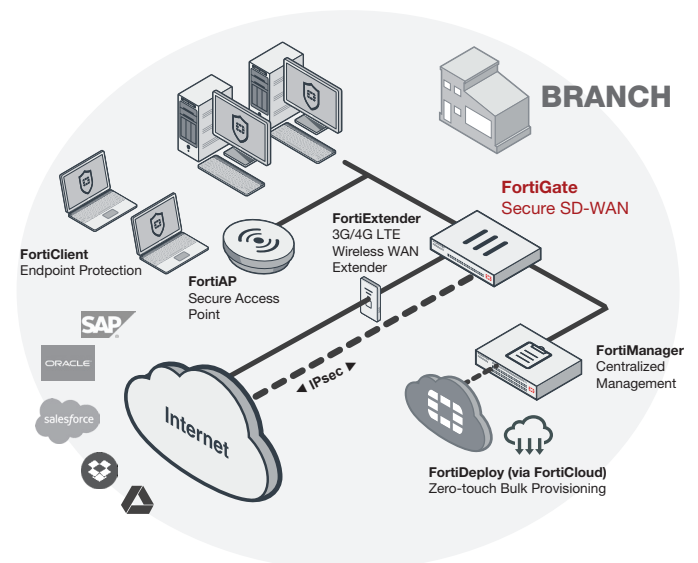 BRANCH
FortiGate
Secure SD-WAN
FortiExtender
3G/4G LTE
Wireless WAN
Extender
FortiClient
Endpoint Protection
FortiAP
Secure Access
Point
SAP
ORACLE
salesforce
Internet
◄ IPsec ►
FortiManager
Centralized
Management
FortiDeploy (via FortiCloud)
Zero-touch Bulk Provisioning